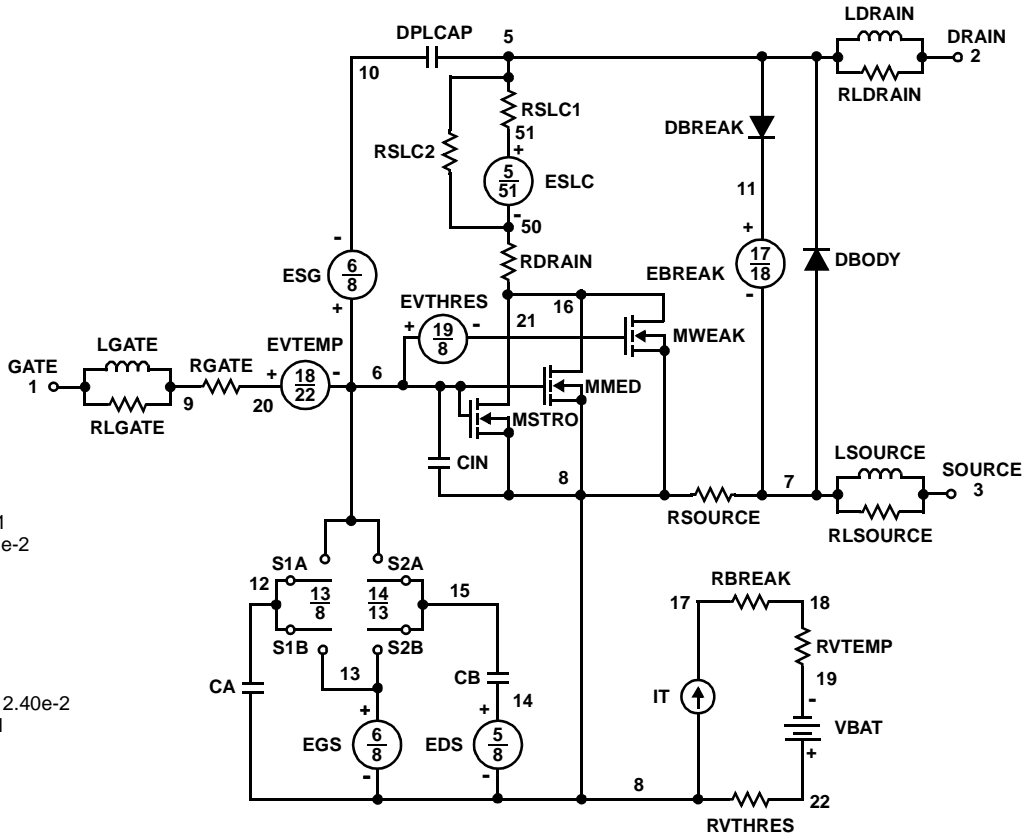 LDRAIN
DPLCAP
5
DRAIN
2
10
RLDRAIN
RSLC1
DBREAK
51
+
RSLC2
5
51
ESLC
11
-
50
-
+
17
18
DBODY
6
8
ESG
RDRAIN
EBREAK
-
EVTHRES
16
+
21
+
19
8
-
MWEAK
LGATE
EVTEMP
GATE
1
RGATE
+
18
22
-
6
MMED
9
20
MSTRO
RLGATE
LSOURCE
CIN
8
7
SOURCE
3
RSOURCE
RLSOURCE
e-2
S1A
S2A
12
13
8
14
13
15
RBREAK
17
18
S1B
S2B
RVTEMP
13
CB
19
CA
14
IT
-
2.40e-2
+
+
VBAT
EGS
6
8
EDS
5
8
+
-
-
8
22
RVTHRES